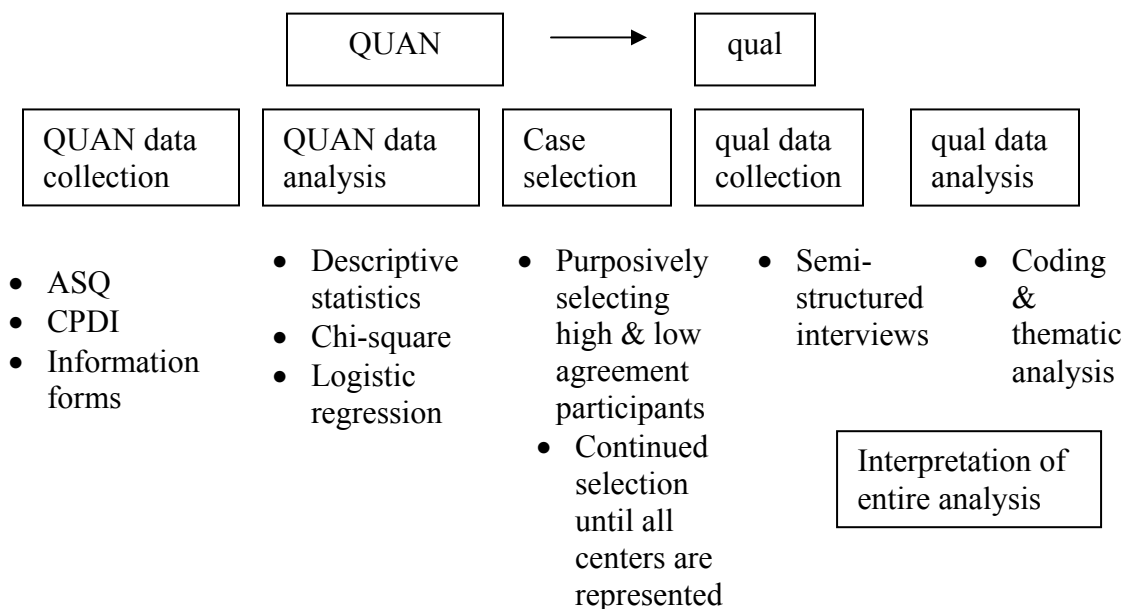 QUAN
qual
QUAN data
collection
QUAN data
analysis
Case
selection
qual data
collection
qual data
analysis
• ASQ
• CPDI
• Information
forms
• Descriptive
statistics
• Chi-square
• Logistic
regression
• Purposively
selecting
high & low
agreement
participants
• Continued
selection
until all
centers are
represented
• Semi-
structured
interviews
• Coding
&
thematic
analysis
Interpretation of
entire analysis